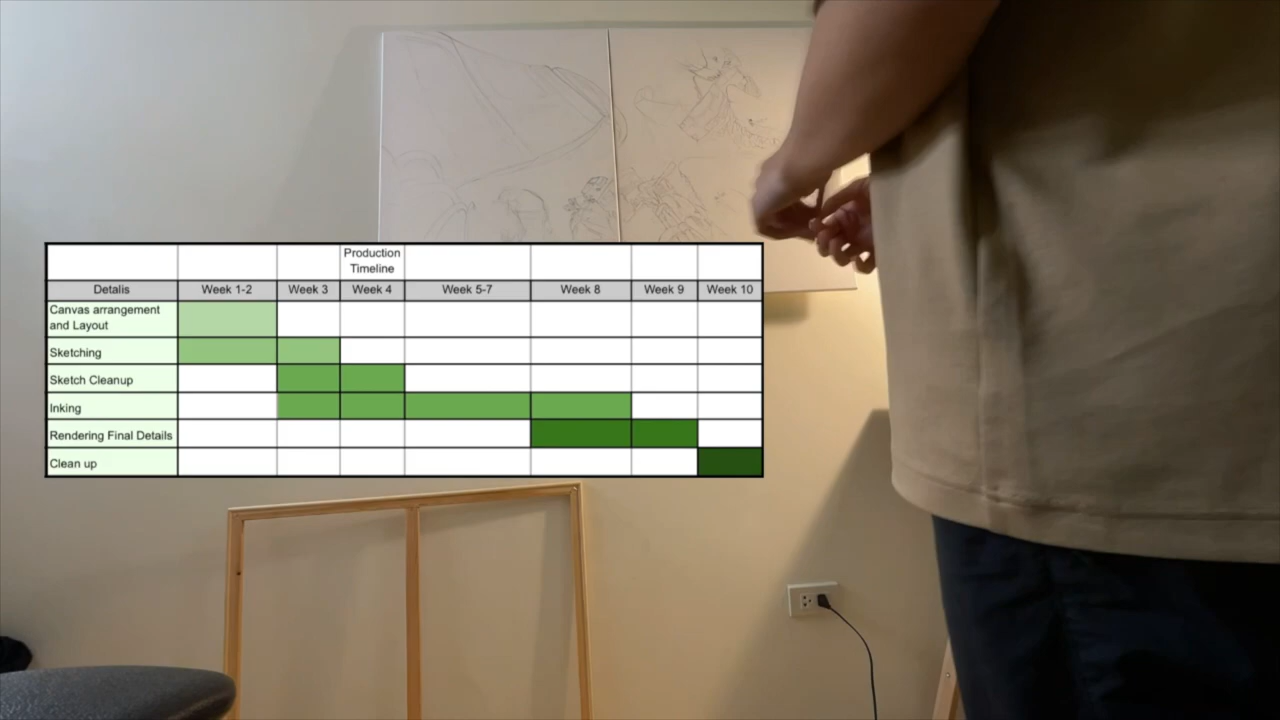 Production
Timeline
Detalis Week 1-2 Week 3 Week 4 Week 5-7 Week 8 Week 9 Week 10
Canvas arrangement
and Layout
Sketching
Sketch Cleanup
Inking
Rendering Final Details
Clean up